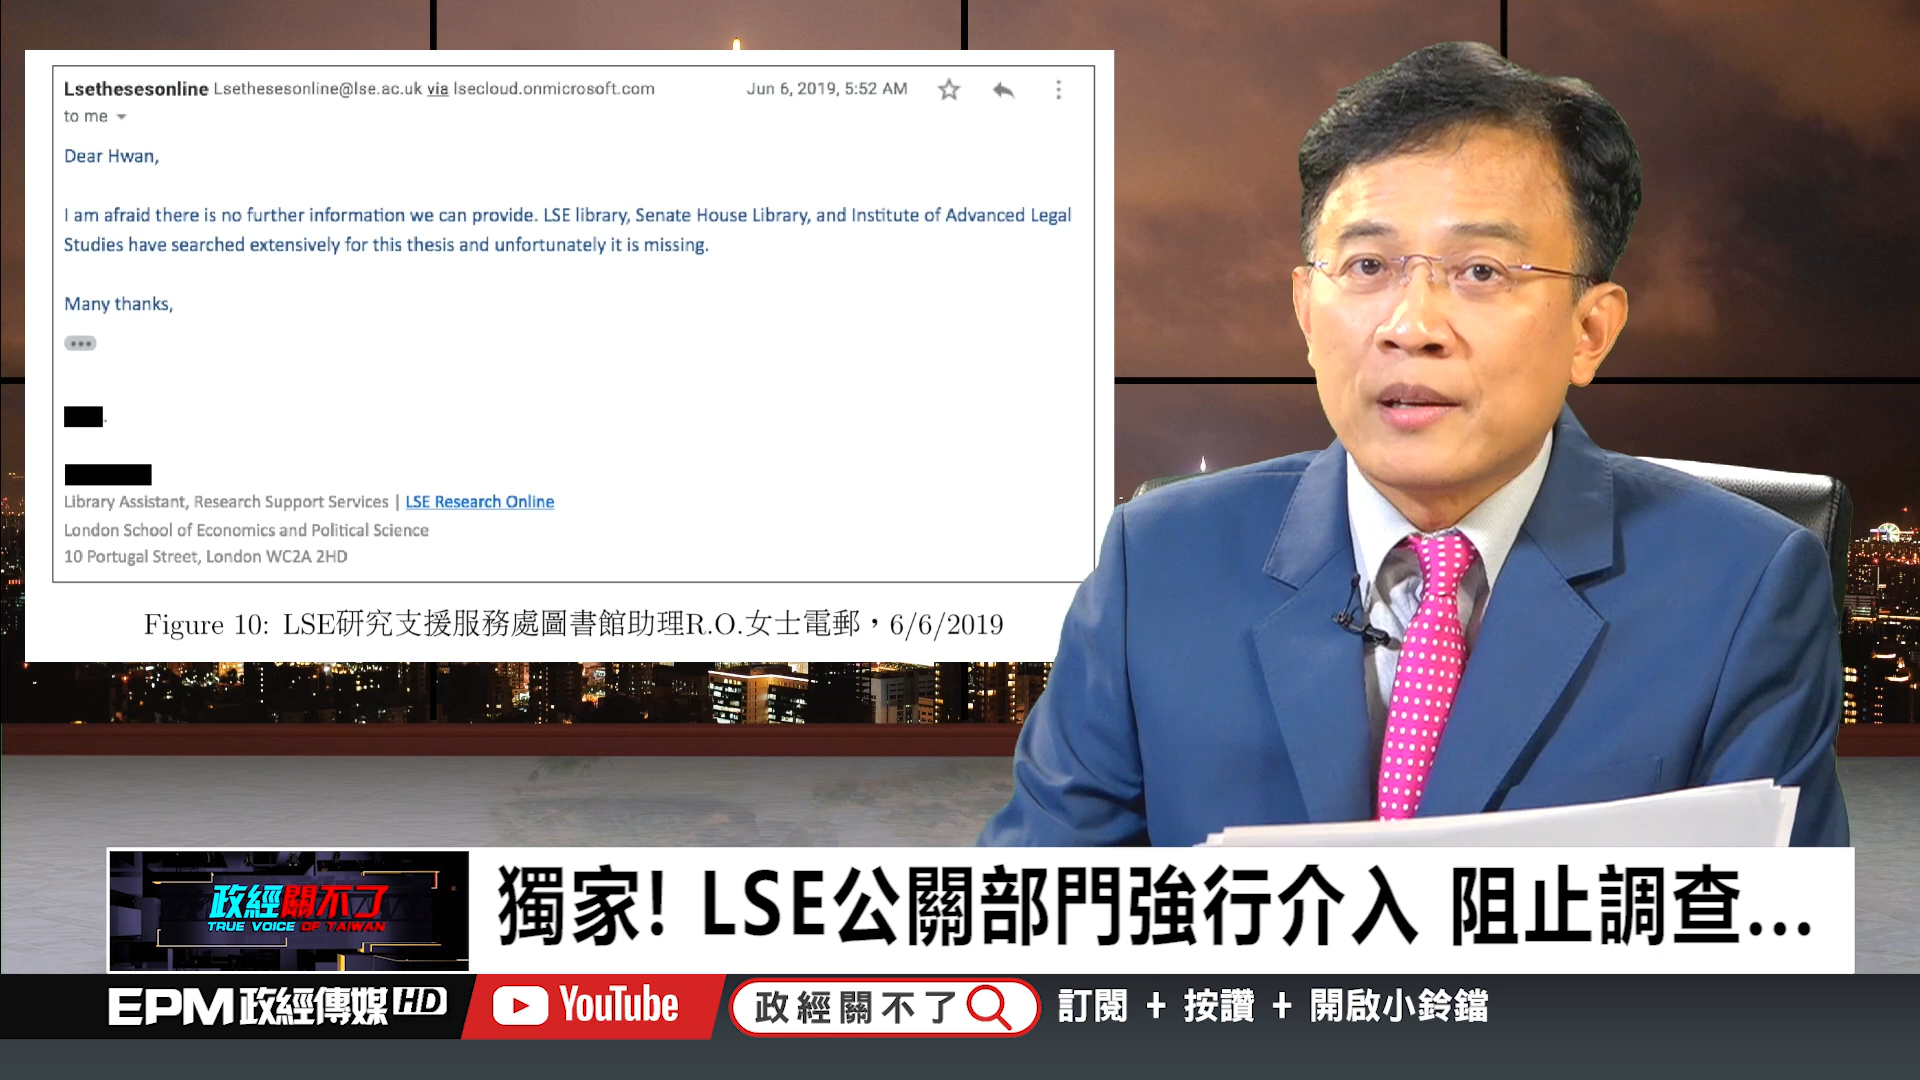 Lsethesesonline Lsethesesonline@lse.ac.uk via lsecloud.onmicrosoft.com Jun 6, 2019, 5:52 AM
to me
Dear Hwan,
I am afraid there is no further information we can provide. LSE library, Senate House Library, and Institute of Advanced Legal
Studies have searched extensively for this thesis and unfortunately it is missing.
Many thanks,
Library Assistant, Research Support Services | LSE Research Online
London School of Economics and Political Science
10 Portugal Street, London WC2A 2HD
Figure 10: LSE研究支援服務處圖書館助理R.O.女士電郵，6/6/2019
政經關不了
TRUE VOICE OF TAIWAN
獨家! LSE公關部門強行介入 阻止調查...
EPM政經傳媒HD
YouTube
政經關不了
訂閱 + 按讚 + 開啟小鈴鐺